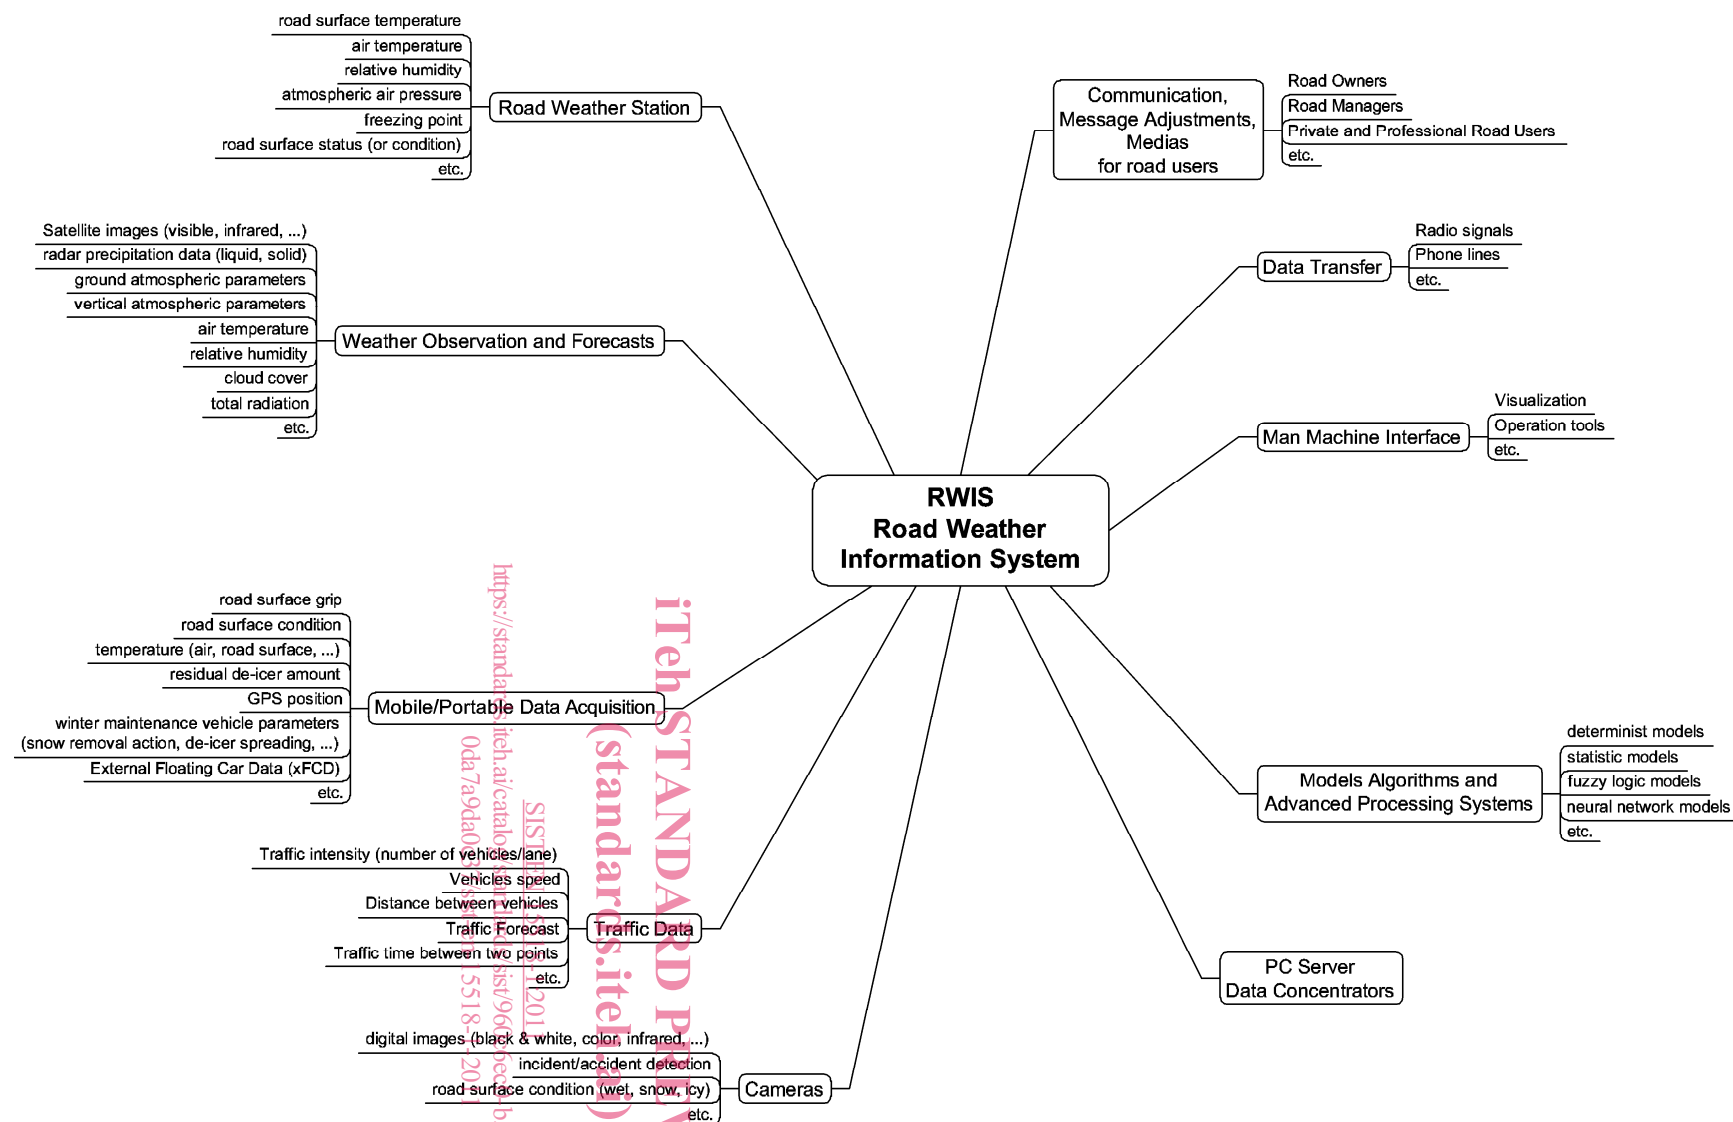 road surface temperature
air temperature
relative humidity
atmospheric air pressure
freezing point
road surface status (or condition)
etc.
Road Weather Station
Satellite images (visible, infrared, ...)
radar precipitation data (liquid, solid)
ground atmospheric parameters
vertical atmospheric parameters
air temperature
relative humidity
cloud cover
total radiation
etc.
Weather Observation and Forecasts
road surface grip
road surface condition
temperature (air, road surface, ...)
residual de-icer amount
GPS position
winter maintenance vehicle parameters
(snow removal action, de-icer spreading, ...)
External Floating Car Data (xFCD)
etc.
Mobile/Portable Data Acquisition
Traffic intensity (number of vehicles/lane)
Vehicles speed
Distance between vehicles
Traffic Forecast
Traffic time between two points
etc.
Traffic Data
digital images (black & white, color, infrared, ...)
incident/accident detection
road surface condition (wet, snow, icy)
etc.
Cameras
RWIS
Road Weather
Information System
Communication,
Message Adjustments,
Medias
for road users
Road Owners
Road Managers
Private and Professional Road Users
etc.
Data Transfer
Radio signals
Phone lines
etc.
Man Machine Interface
Visualization
Operation tools
etc.
Models Algorithms and
Advanced Processing Systems
determinist models
statistic models
fuzzy logic models
neural network models
etc.
PC Server
Data Concentrators
iTeh STANDARD
(standards.iteh.ai)
SIST EN 15518-1:2011